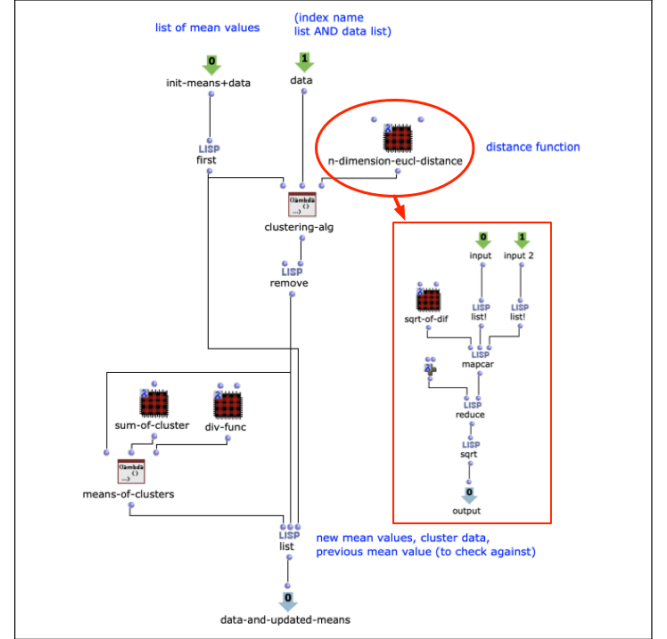 list of mean values
(index name
list AND data list)
0
1
init-means+data
data
LISP
first
λ
n-dimension-eucl-distance
distance function
()
...)
clustering-alg
LISP
remove
0
1
input
input 2
λ
sqrt-of-dif
LISP
list!
LISP
list!
LISP
mapcar
LISP
reduce
LISP
sqrt
0
output
λ
sum-of-cluster
λ
div-func
()
...)
means-of-clusters
LISP
list
new mean values, cluster data,
previous mean value (to check against)
0
data-and-updated-means